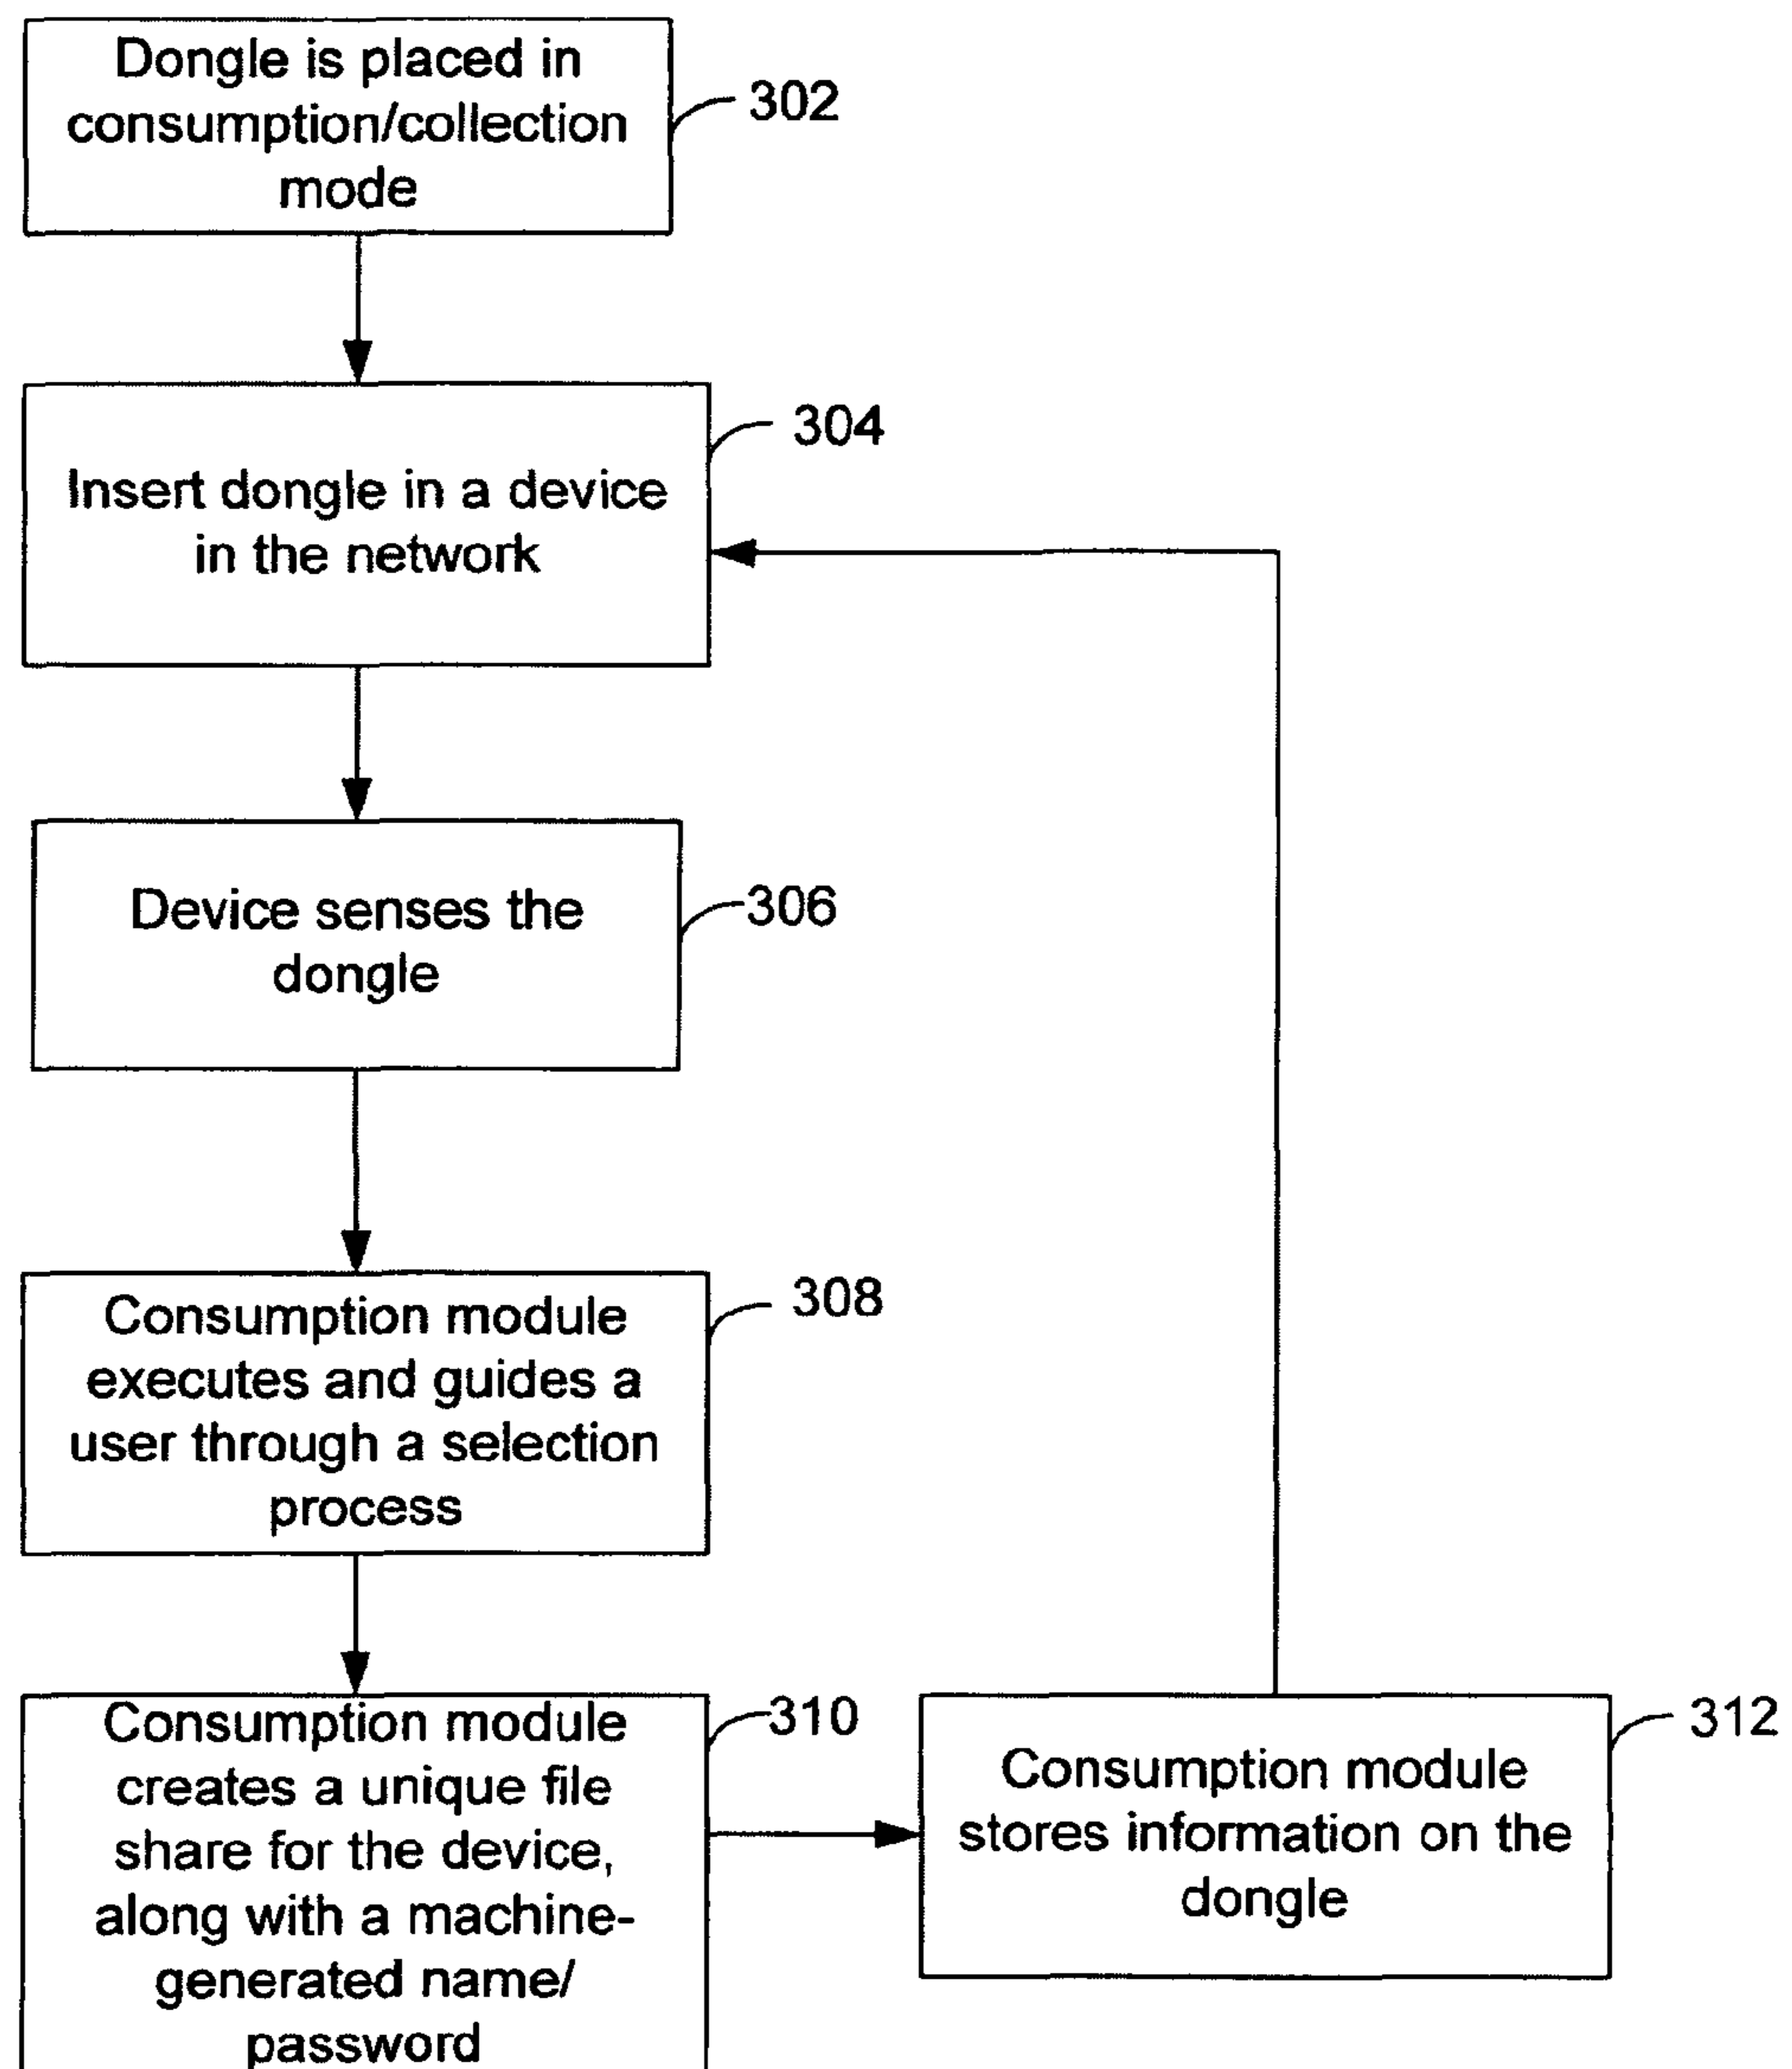 Dongle is placed in
consumption/collection
mode
302
304
Insert dongle in a device
in the network
Device senses the
dongle
306
Consumption module
executes and guides a
user through a selection
process
308
Consumption module
creates a unique file
share for the device,
along with a machine-
generated name/
password
310
Consumption module
stores information on the
dongle
312